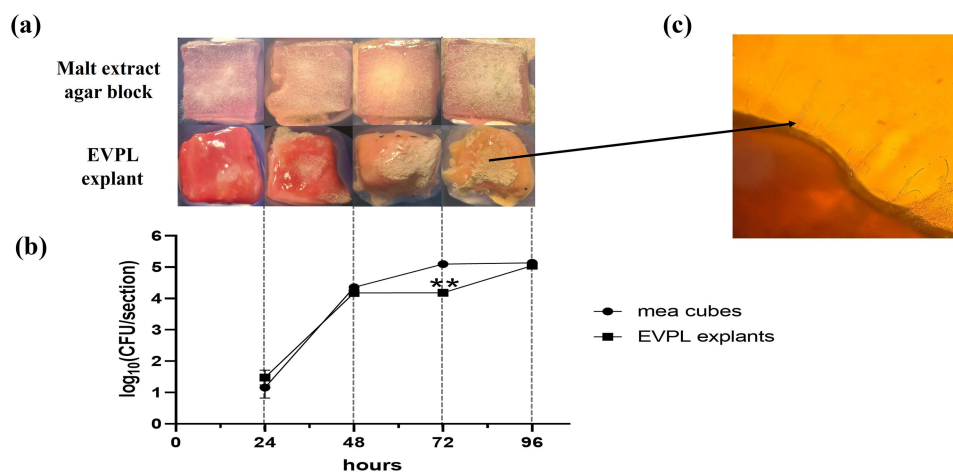 (a)
Malt extract
agar block
EVPL
explant
(c)
(b)
log10(CFU/section)
6
5
4
3
2
1
0
**
0
24
48
72
96
hours
mea cubes
EVPL explants